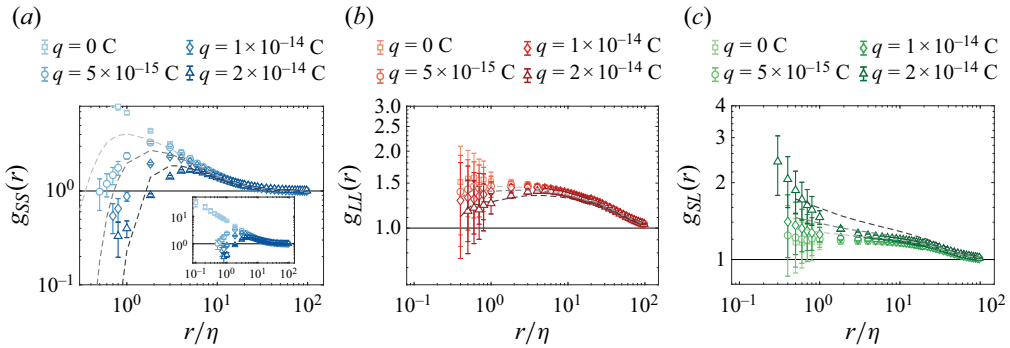 (a)
q = 0 C
q = 1 × 10⁻¹⁴ C
q = 5 × 10⁻¹⁵ C
q = 2 × 10⁻¹⁴ C
g_SS(r)
10¹
10⁰
10⁻¹
10⁰
10¹
10²
r/η
10¹
10⁰
10⁻¹
10⁰
10¹
10²
(b)
q = 0 C
q = 1 × 10⁻¹⁴ C
q = 5 × 10⁻¹⁵ C
q = 2 × 10⁻¹⁴ C
g_LL(r)
3.0
2.5
2.0
1.5
1.0
10⁻¹
10⁰
10¹
10²
r/η
(c)
q = 0 C
q = 1 × 10⁻¹⁴ C
q = 5 × 10⁻¹⁵ C
q = 2 × 10⁻¹⁴ C
g_SL(r)
4
3
2
1
10⁻¹
10⁰
10¹
10²
r/η